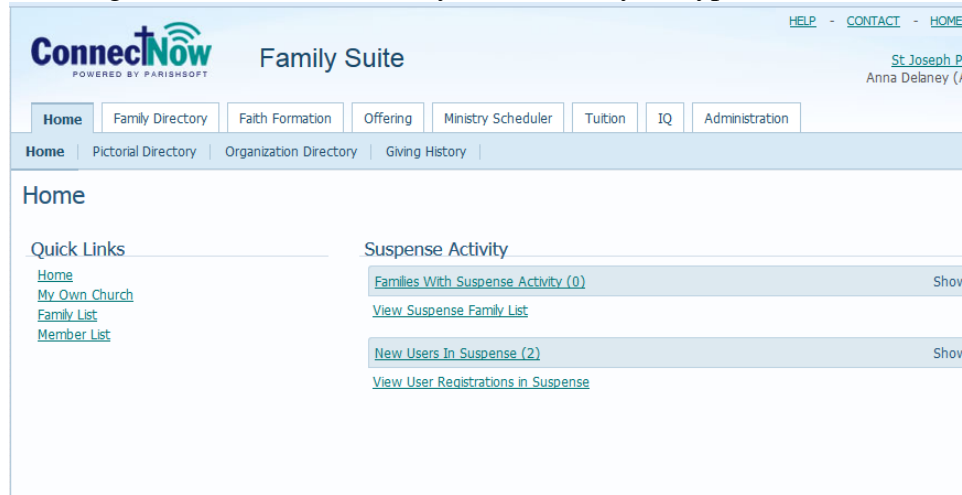 HELP - CONTACT - HOME
ConnectNow
POWERED BY PARISHSOFT
Family Suite
St Joseph
Anna Delaney
Home Family Directory Faith Formation Offering Ministry Scheduler Tuition IQ Administration
Home Pictorial Directory Organization Directory Giving History
Home
Quick Links
Suspense Activity
Home
Families With Suspense Activity (0) Show
My Own Church
Family List
View Suspense Family List
Member List
New Users In Suspense (2) Show
View User Registrations in Suspense